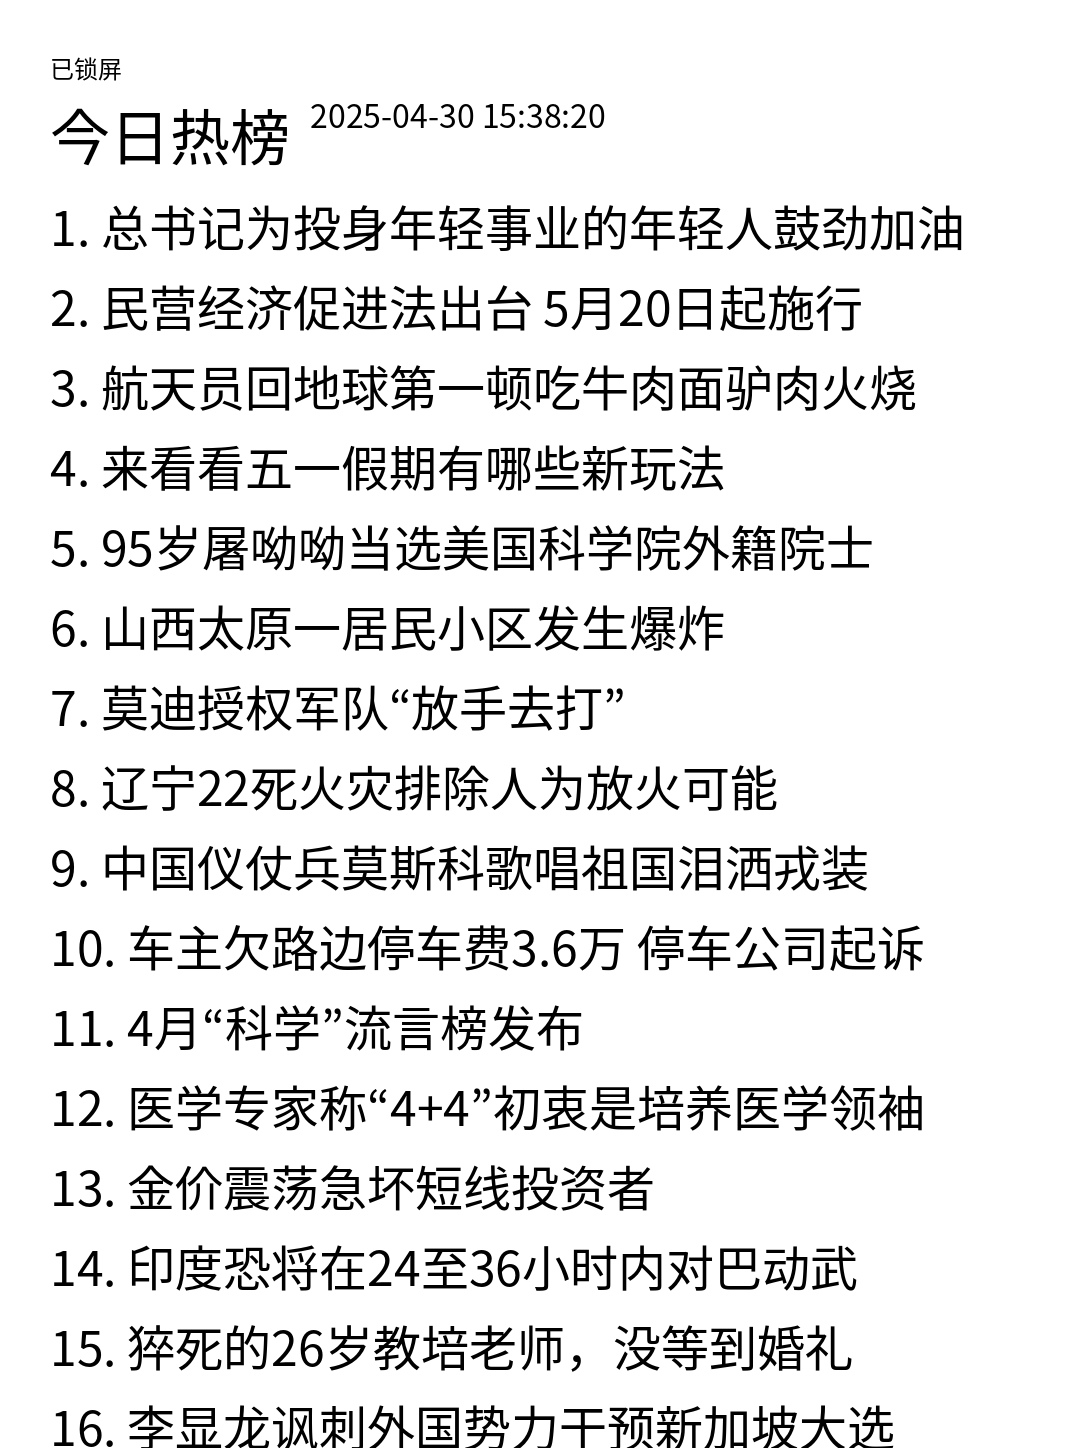 已锁屏
今日热榜 2025-04-30 15:38:20
1. 总书记为投身年轻事业的年轻人鼓劲加油
2. 民营经济促进法出台 5月20日起施行
3. 航天员回地球第一顿吃牛肉面驴肉火烧
4. 来看看五一假期有哪些新玩法
5. 95岁屠呦呦当选美国科学院外籍院士
6. 山西太原一居民小区发生爆炸
7. 莫迪授权军队“放手去打”
8. 辽宁22死火灾排除人为放火可能
9. 中国仪仗兵莫斯科歌唱祖国泪洒戎装
10. 车主欠路边停车费3.6万 停车公司起诉
11. 4月“科学”流言榜发布
12. 医学专家称“4+4”初衷是培养医学领袖
13. 金价震荡急坏短线投资者
14. 印度恐将在24至36小时内对巴动武
15. 猝死的26岁教培老师，没等到婚礼
16. 李显龙讽刺外国势力干预新加坡大选